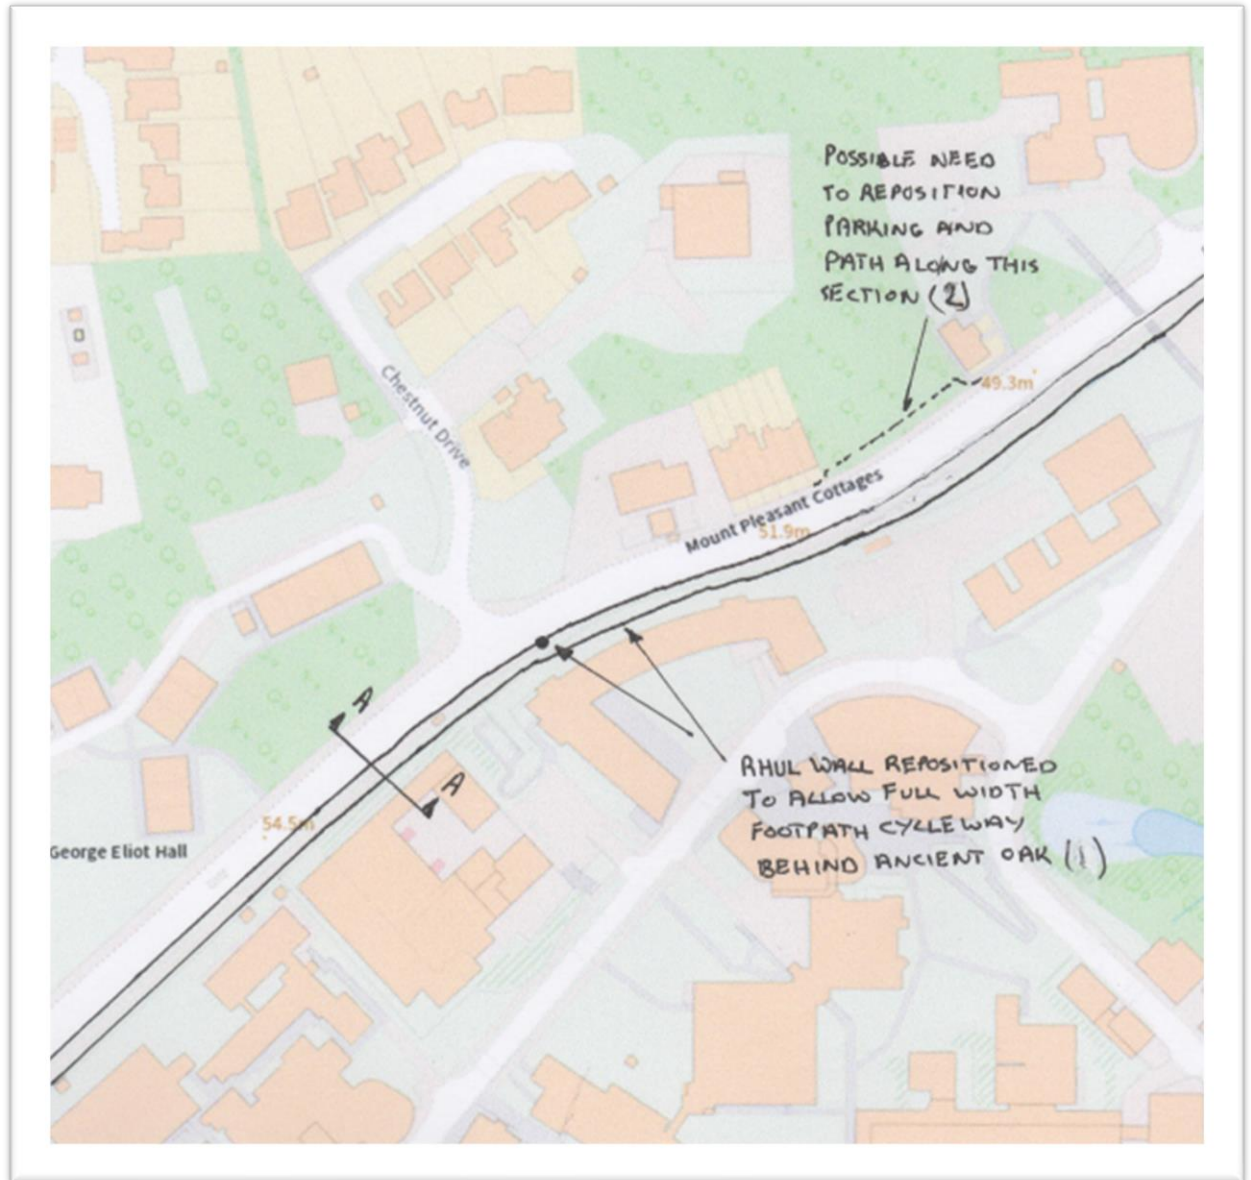 POSSIBLE NEED
TO REPOSITION
PARKING AND
PATH ALONG THIS
SECTION (2)
49.3m
Chestnut Drive
Mount Pleasant Cottages
51.9m
A
A
RHUL WALL REPOSITIONED
TO ALLOW FULL WIDTH
FOOTPATH CYCLEWAY
BEHIND ANCIENT OAK (1)
54.5m
George Eliot Hall